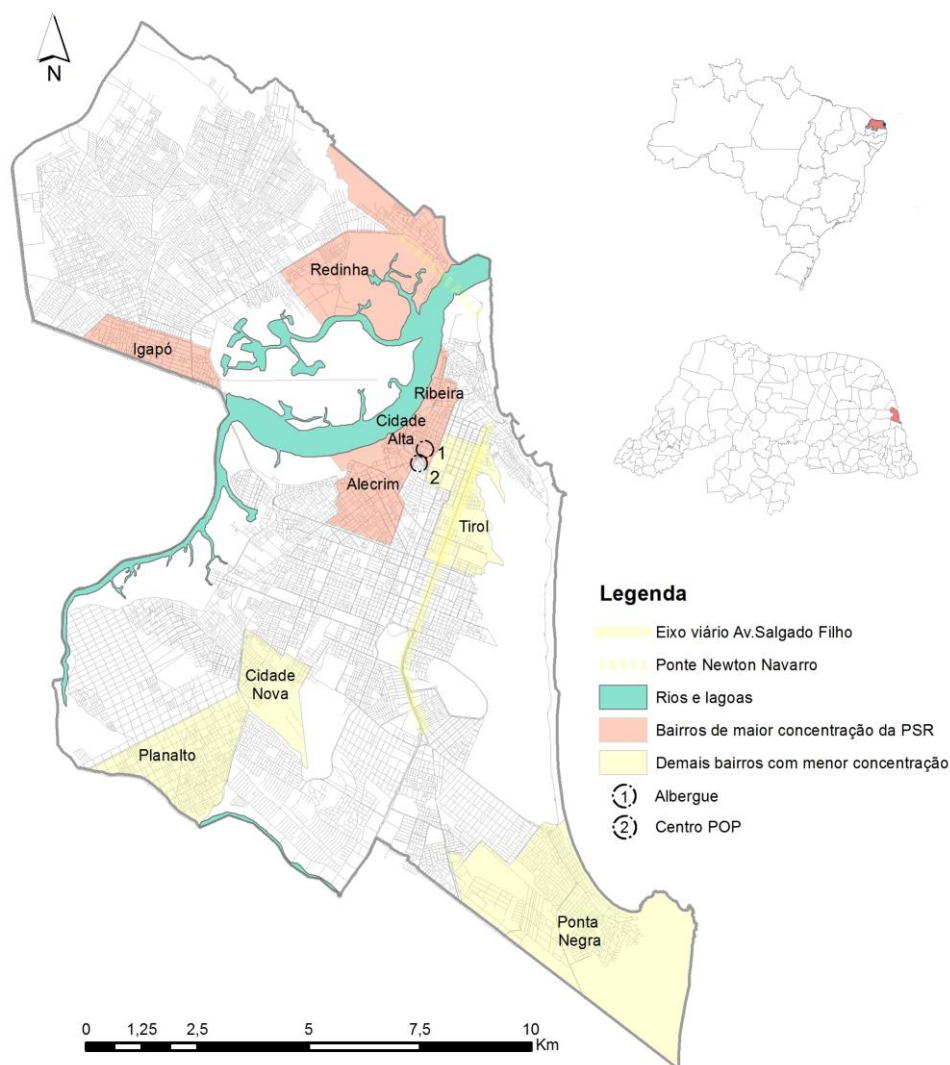 N
Redinha
Igapó
Ribeira
Cidade
Alta
1
2
Alecrim
Tirol
Cidade
Nova
Planalto
Ponta
Negra
Legenda
Eixo viário Av.Salgado Filho
Ponte Newton Navarro
Rios e lagoas
Bairros de maior concentração da PSR
Demais bairros com menor concentração
1 Albergue
2 Centro POP
0 1,25 2,5 5 7,5 10
Km